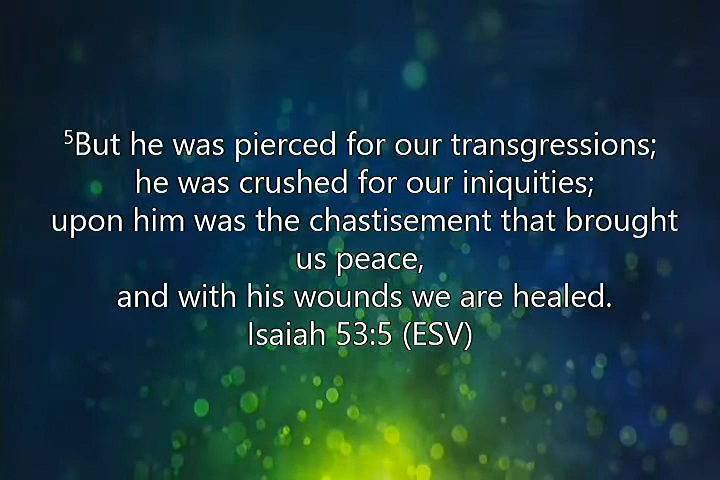 ⁵But he was pierced for our transgressions;
he was crushed for our iniquities;
upon him was the chastisement that brought
us peace,
and with his wounds we are healed.
Isaiah 53:5 (ESV)